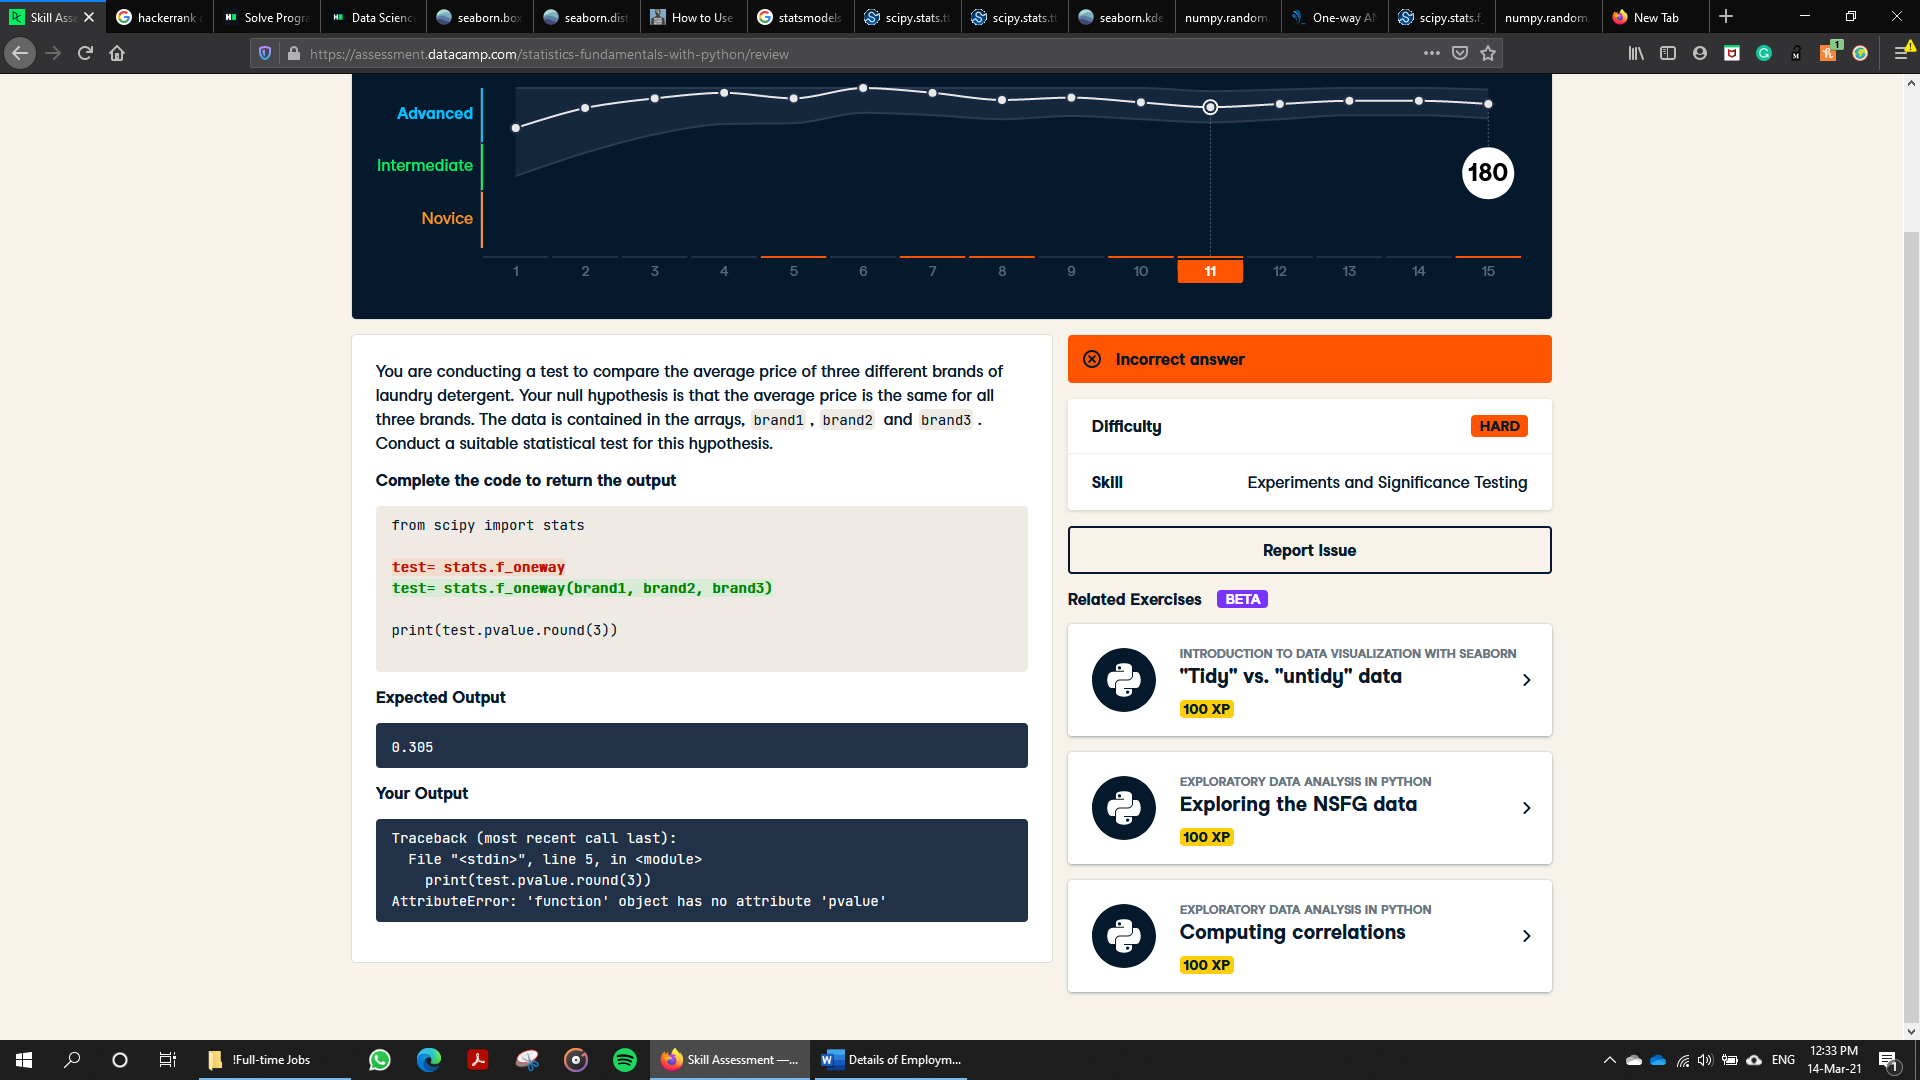 Skill Asse
hackerrank c
Solve Progra
Data Science
seaborn.box
seaborn.dist
How to Use
statsmodels
scipy.stats.tt
scipy.stats.tt
seaborn.kde
numpy.random.
One-way AN
scipy.stats.f_
numpy.random.
New Tab
https://assessment.datacamp.com/statistics-fundamentals-with-python/review
1
Advanced
Intermediate
Novice
180
1 2 3 4 5 6 7 8 9 10 11 12 13 14 15
You are conducting a test to compare the average price of three different brands of
laundry detergent. Your null hypothesis is that the average price is the same for all
three brands. The data is contained in the arrays, brand1 , brand2 and brand3 .
Conduct a suitable statistical test for this hypothesis.
Complete the code to return the output
from scipy import stats
test= stats.f_oneway
test= stats.f_oneway(brand1, brand2, brand3)
print(test.pvalue.round(3))
Expected Output
0.305
Your Output
Traceback (most recent call last):
File "<stdin>", line 5, in <module>
print(test.pvalue.round(3))
AttributeError: 'function' object has no attribute 'pvalue'
Incorrect answer
Difficulty
HARD
Skill
Experiments and Significance Testing
Report Issue
Related Exercises BETA
INTRODUCTION TO DATA VISUALIZATION WITH SEABORN
"Tidy" vs. "untidy" data
100 XP
EXPLORATORY DATA ANALYSIS IN PYTHON
Exploring the NSFG data
100 XP
EXPLORATORY DATA ANALYSIS IN PYTHON
Computing correlations
100 XP
!Full-time Jobs
Skill Assessment —...
Details of Employm...
ENG
12:33 PM
14-Mar-21
1